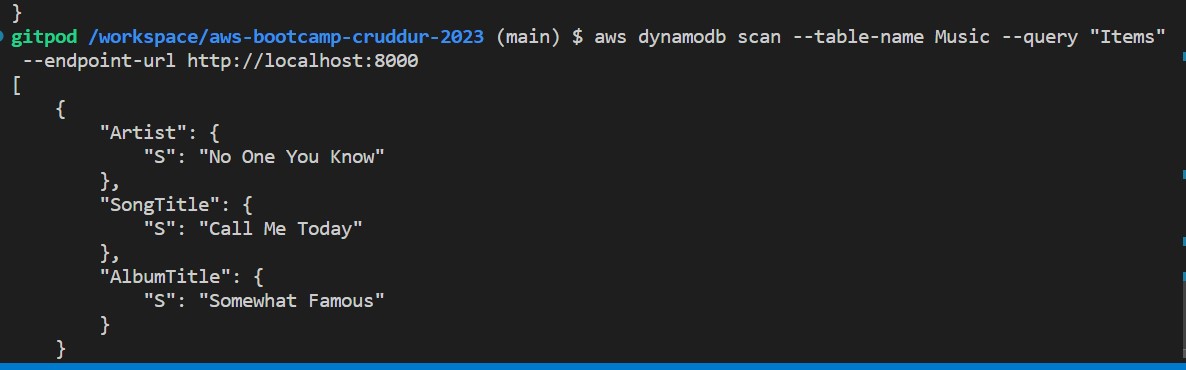 }
gitpod /workspace/aws-bootcamp-cruddur-2023 (main) $ aws dynamodb scan --table-name Music --query "Items"
 --endpoint-url http://localhost:8000
[
    {
        "Artist": {
            "S": "No One You Know"
        },
        "SongTitle": {
            "S": "Call Me Today"
        },
        "AlbumTitle": {
            "S": "Somewhat Famous"
        }
    }